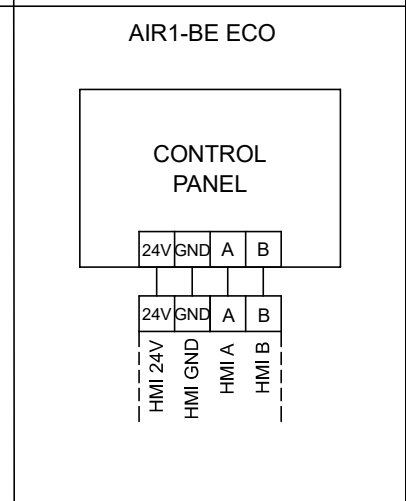 AIR1-BE ECO
CONTROL
PANEL
24V GND A B
24V GND A B
HMI 24V
HMI GND
HMI A
HMI B